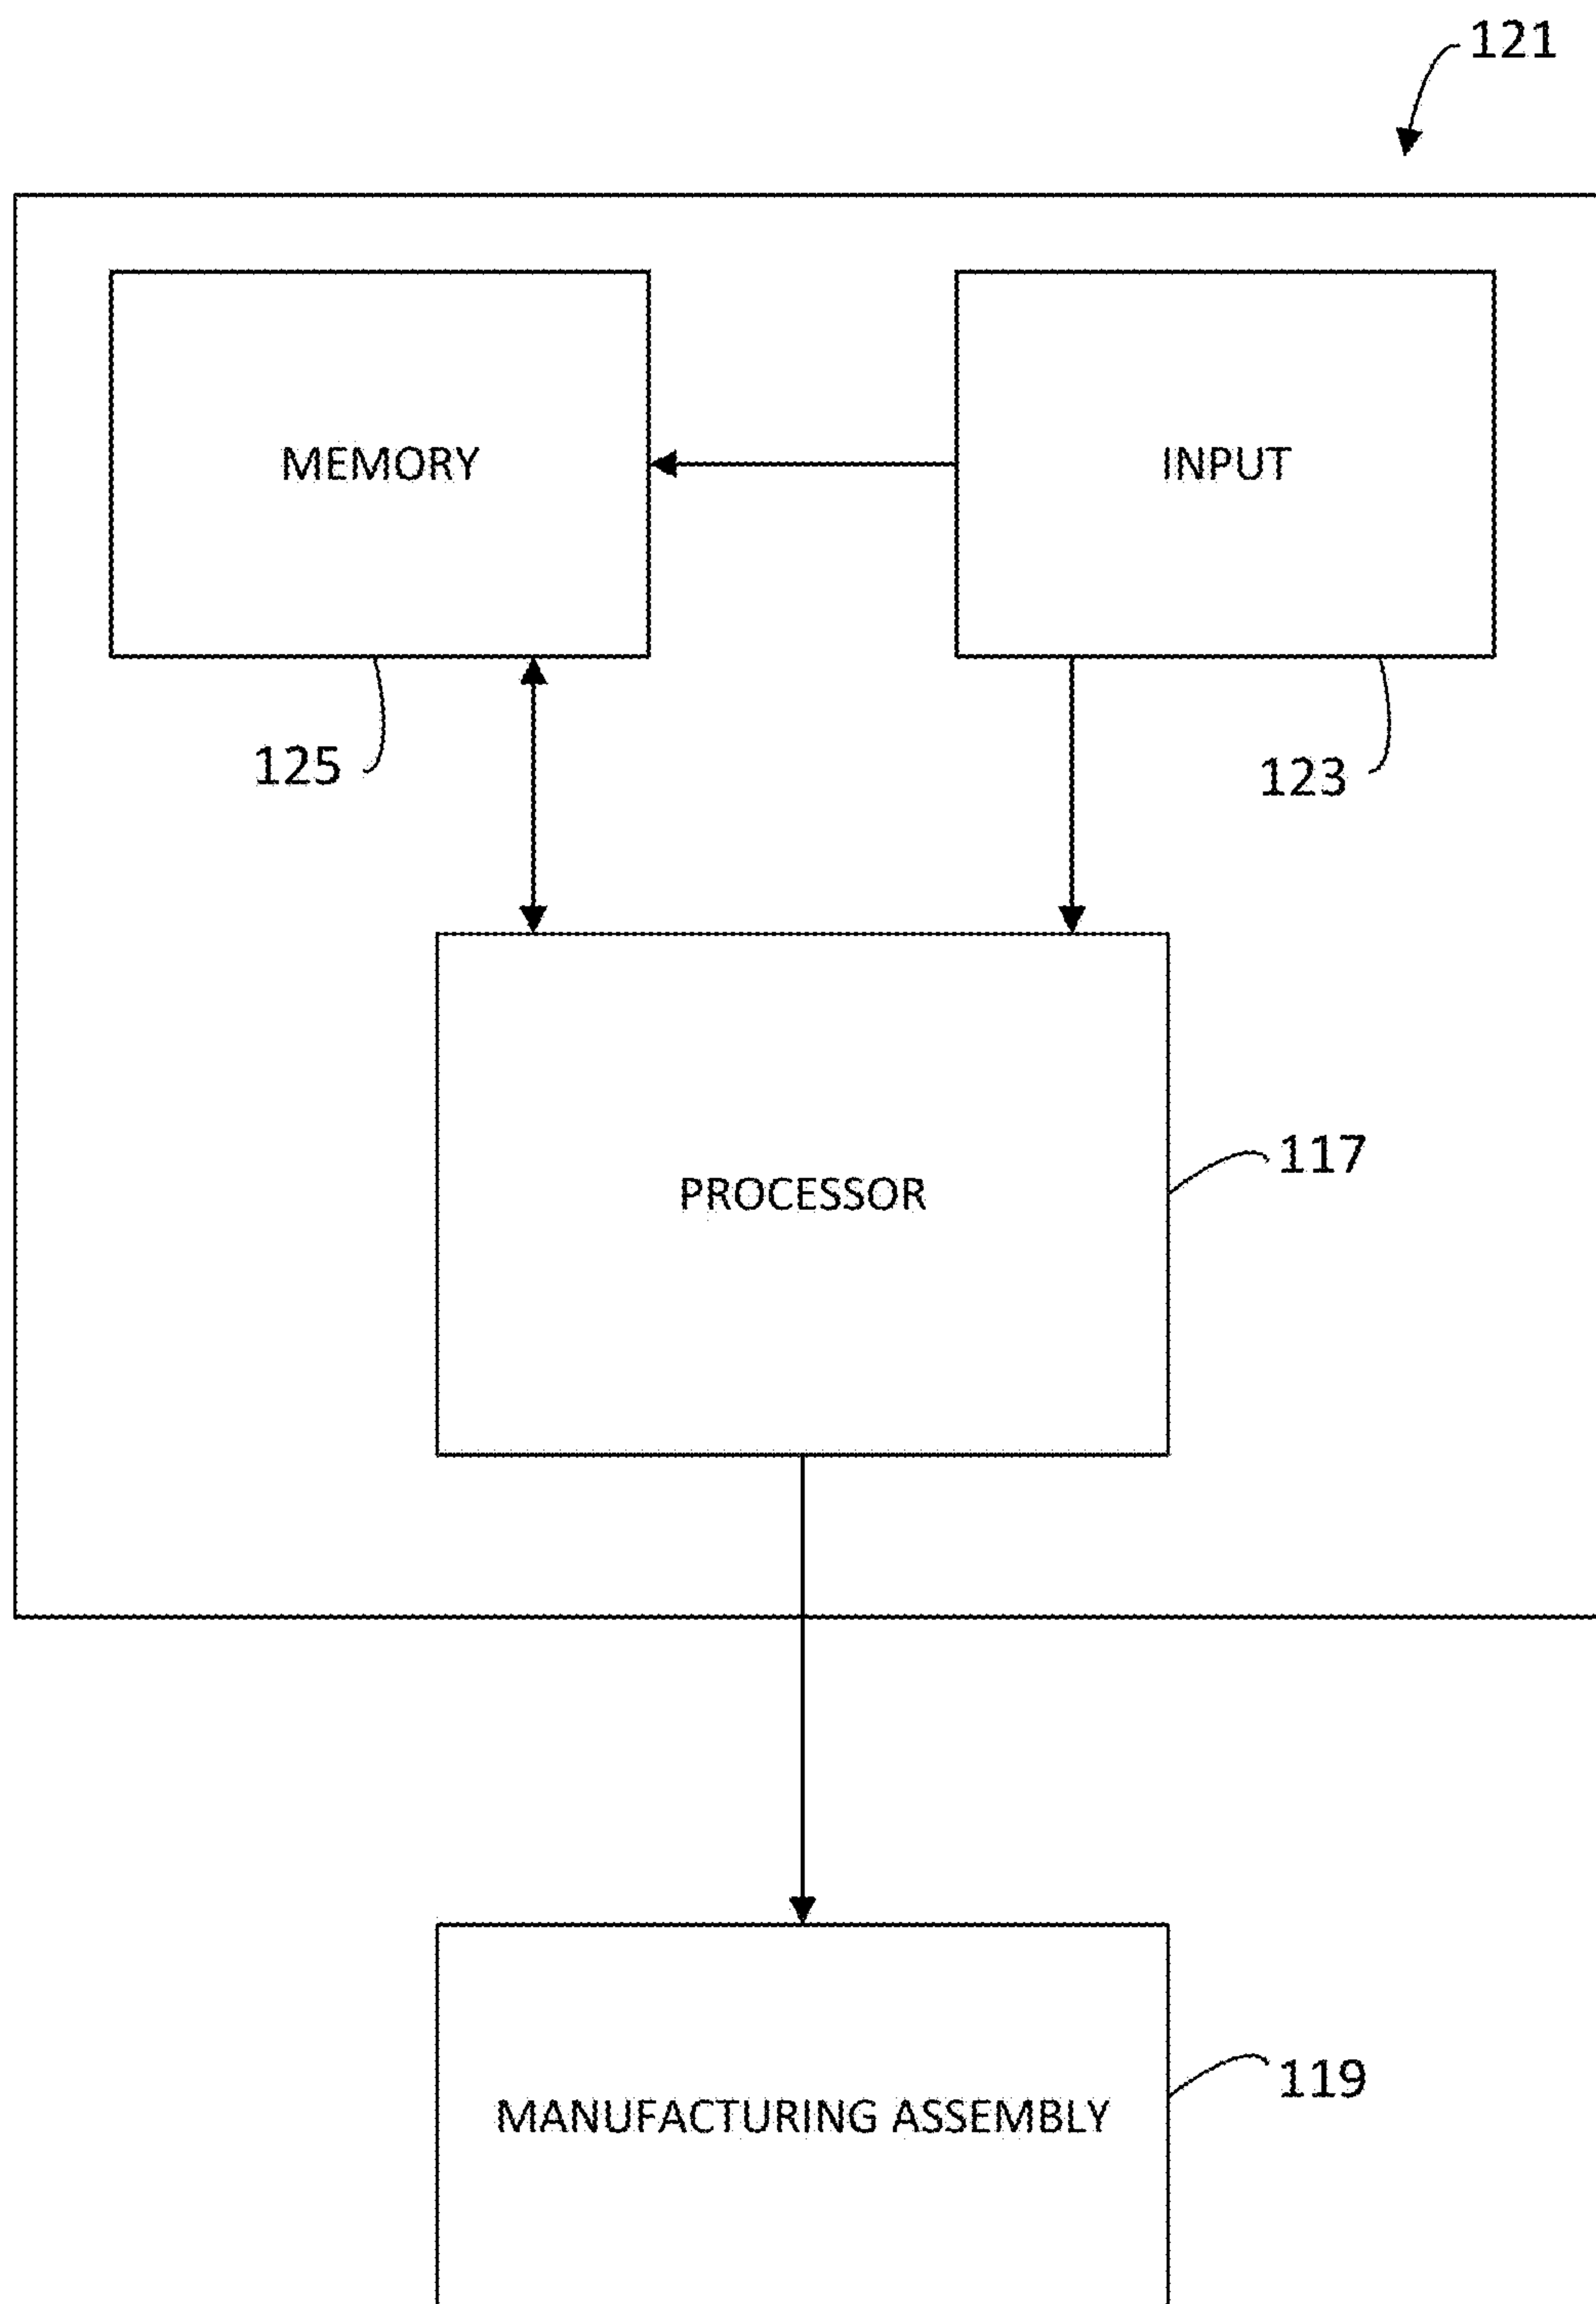 121
MEMORY
INPUT
125
123
PROCESSOR
117
MANUFACTURING ASSEMBLY
119